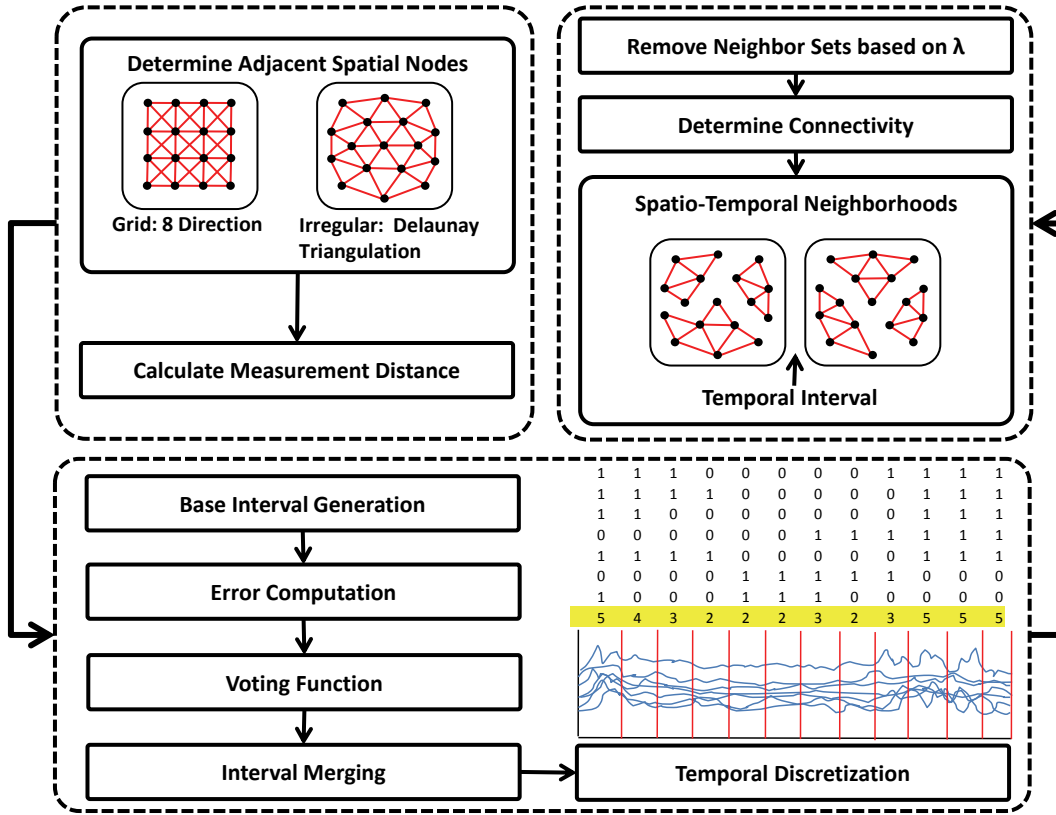 Determine Adjacent Spatial Nodes
Grid: 8 Direction
Irregular: Delaunay
Triangulation
Calculate Measurement Distance
Remove Neighbor Sets based on λ
Determine Connectivity
Spatio-Temporal Neighborhoods
Temporal Interval
Base Interval Generation
Error Computation
Voting Function
Interval Merging
1 1 1 0 0 0 0 0 1 1 1 1
1 1 1 1 0 0 0 0 0 1 1 1
1 1 0 0 0 0 0 0 0 1 1 1
0 0 0 0 0 0 1 1 1 1 1 1
1 1 1 1 0 0 0 0 0 1 1 1
0 0 0 0 1 1 1 1 1 0 0 0
1 0 0 0 1 1 1 0 0 0 0 0
5 4 3 2 2 2 3 2 3 5 5 5
Temporal Discretization